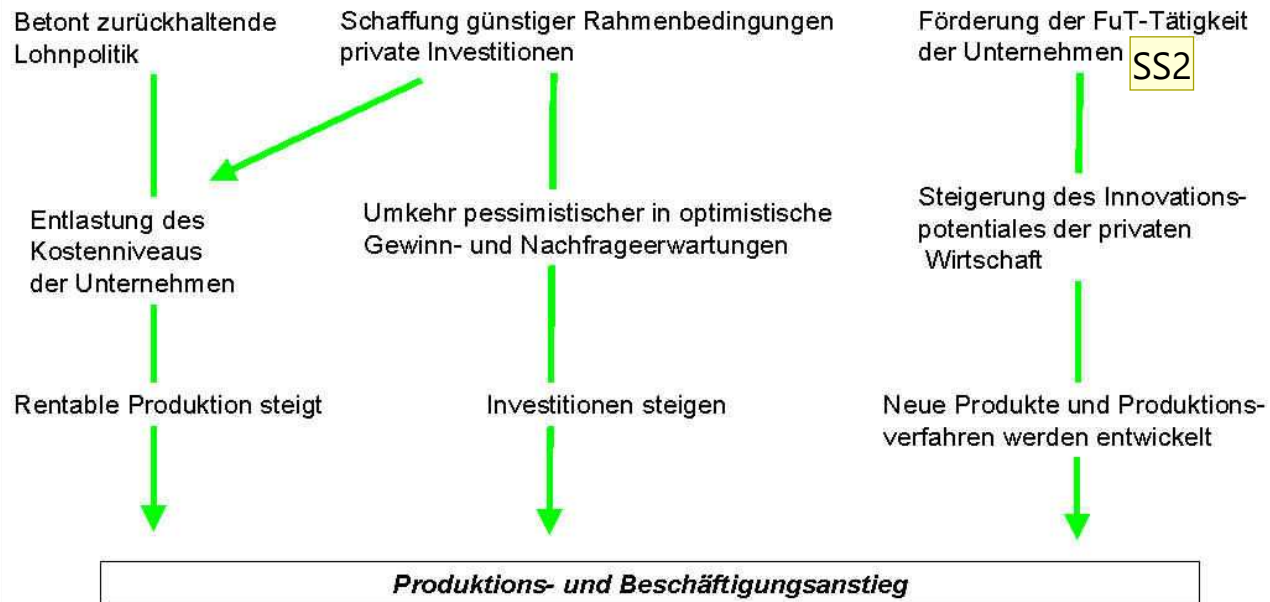 Betont zurückhaltende
Lohnpolitik
Schaffung günstiger Rahmenbedingungen
private Investitionen
Förderung der FuT-Tätigkeit
der Unternehmen
SS2
Entlastung des
Kostenniveaus
der Unternehmen
Umkehr pessimistischer in optimistische
Gewinn- und Nachfrageerwartungen
Steigerung des Innovations-
potentiales der privaten
Wirtschaft
Rentable Produktion steigt
Investitionen steigen
Neue Produkte und Produktions-
verfahren werden entwickelt
Produktions- und Beschäftigungsanstieg